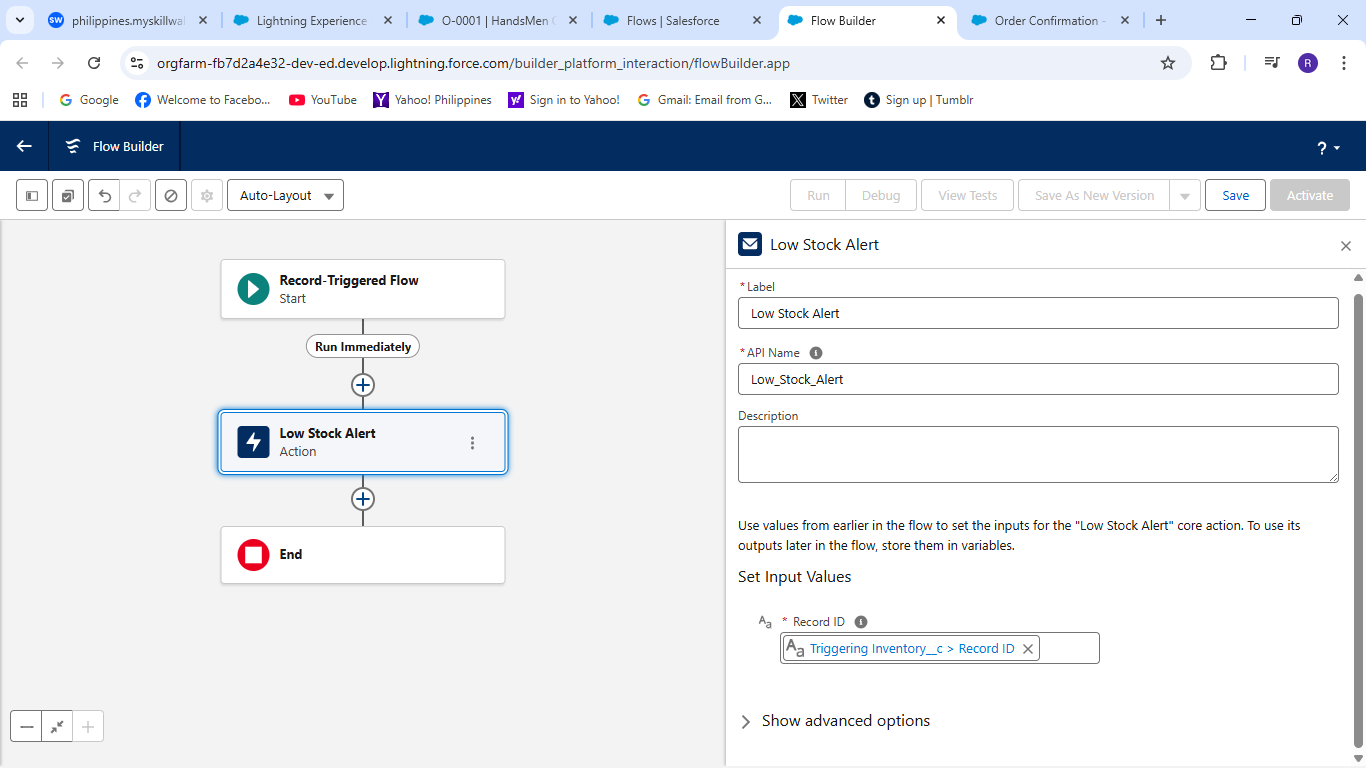 SW
philippines.myskillwal
Lightning Experience
O-0001 | HandsMen
Flows | Salesforce
Flow Builder
Order Confirmation -
orgfarm-fb7d2a4e32-dev-ed.develop.lightning.force.com/builder_platform_interaction/flowBuilder.app
R
Google
Welcome to Facebo...
YouTube
Yahoo! Philippines
Sign in to Yahoo!
Gmail: Email from G...
Twitter
Sign up | Tumblr
Flow Builder
?
Auto-Layout
Run
Debug
View Tests
Save As New Version
Save
Activate
Record-Triggered Flow
Start
Run Immediately
Low Stock Alert
Action
End
Low Stock Alert
*Label
Low Stock Alert
*API Name
Low_Stock_Alert
Description
Use values from earlier in the flow to set the inputs for the "Low Stock Alert" core action. To use its
outputs later in the flow, store them in variables.
Set Input Values
Aa * Record ID
Aa Triggering Inventory__c > Record ID
Show advanced options